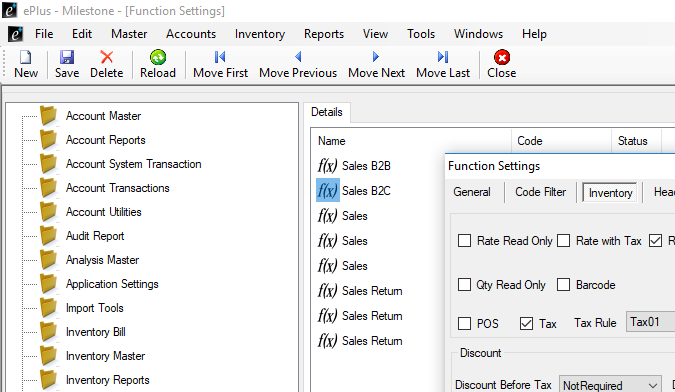 ePlus - Milestone - [Function Settings]
File Edit Master Accounts Inventory Reports View Tools Windows Help
New Save Delete Reload Move First Move Previous Move Next Move Last Close
Account Master
Account Reports
Account System Transaction
Account Transactions
Account Utilities
Audit Report
Analysis Master
Application Settings
Import Tools
Inventory Bill
Inventory Master
Inventory Reports
Details
Name Code Status
f(x) Sales B2B
f(x) Sales B2C
f(x) Sales
f(x) Sales
f(x) Sales
f(x) Sales Return
f(x) Sales Return
f(x) Sales Return
Function Settings
General Code Filter Inventory Hea
Rate Read Only Rate with Tax R
Qty Read Only Barcode
POS Tax Tax Rule Tax01
Discount
Discount Before Tax NotRequired